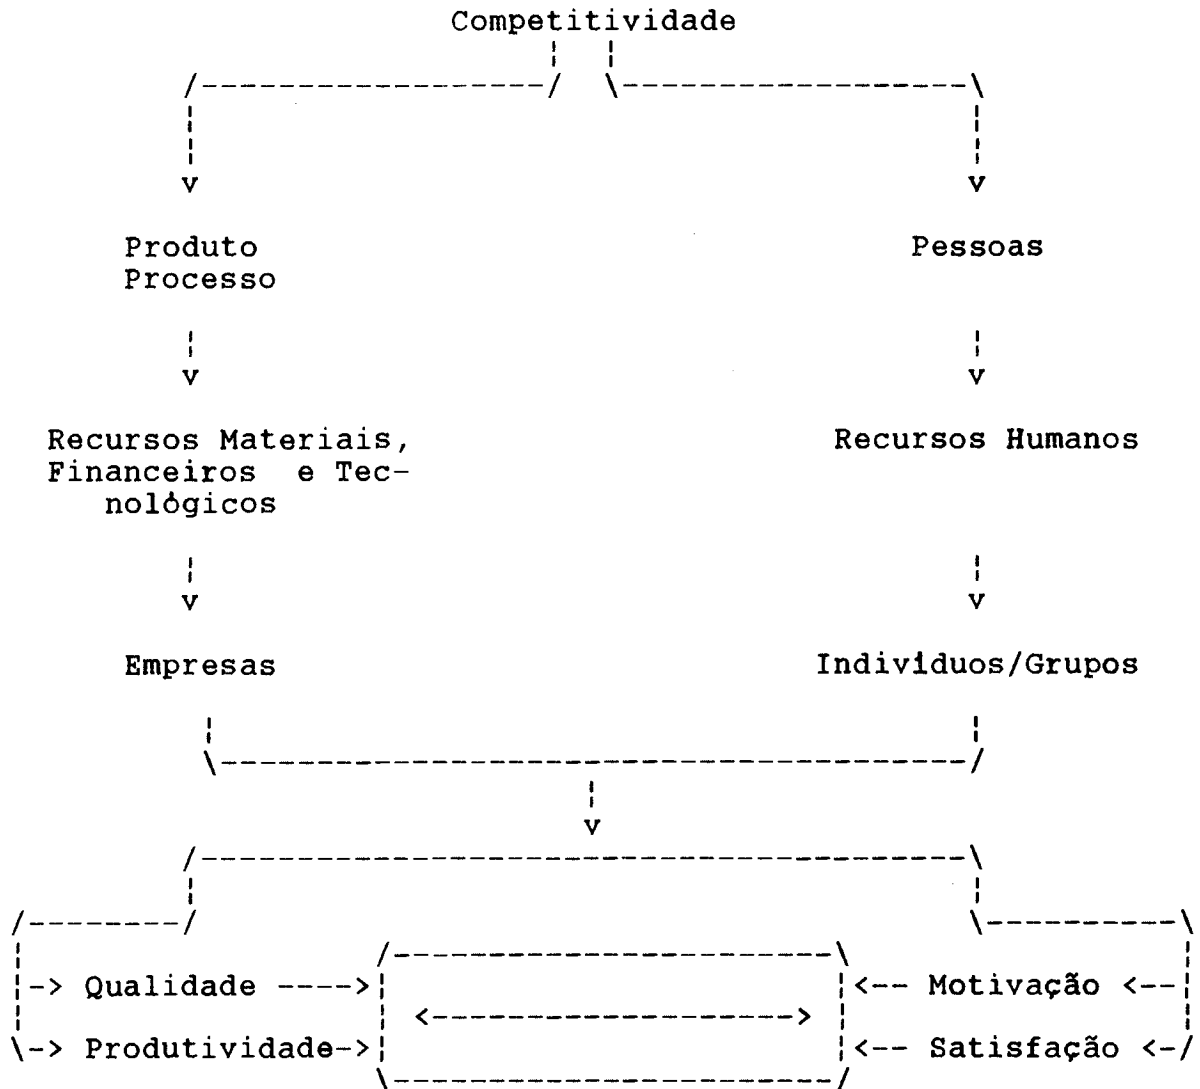 Competitividade
Produto
Processo
Pessoas
Recursos Materiais,
Financeiros e Tec-
nológicos
Recursos Humanos
Empresas
Indivíduos/Grupos
Qualidade
Motivação
Produtividade
Satisfação